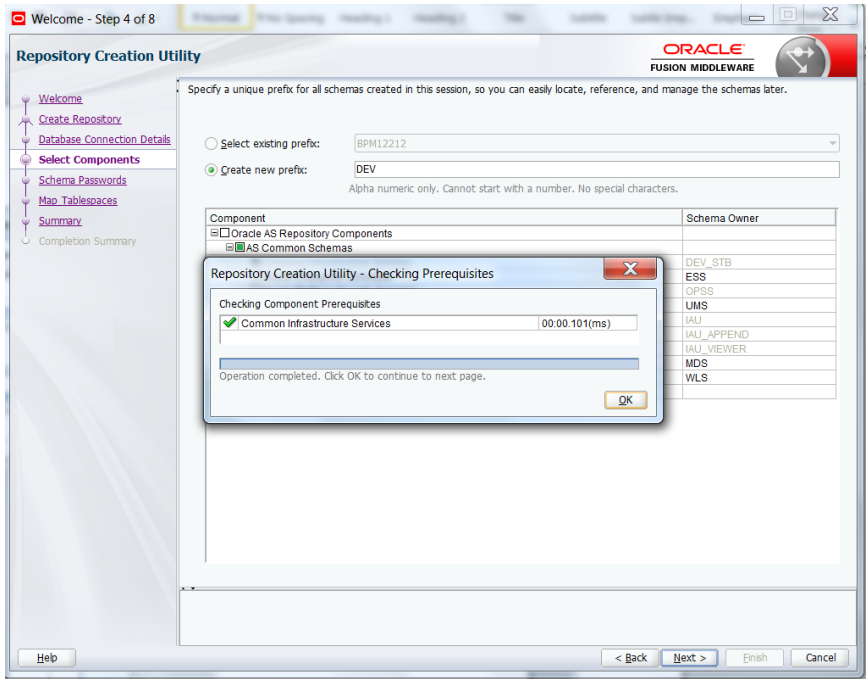 Welcome - Step 4 of 8
Repository Creation Utility
ORACLE
FUSION MIDDLEWARE
Welcome
Create Repository
Database Connection Details
Select Components
Schema Passwords
Map Tablespaces
Summary
Completion Summary
Specify a unique prefix for all schemas created in this session, so you can easily locate, reference, and manage the schemas later.
Select existing prefix: BPM12212
Create new prefix: DEV
Alpha numeric only. Cannot start with a number. No special characters.
Component Schema Owner
Oracle AS Repository Components
AS Common Schemas
DEV_STB
ESS
OPSS
UMS
IAU
IAU_APPEND
IAU_VIEWER
MDS
WLS
Repository Creation Utility - Checking Prerequisites
Checking Component Prerequisites
Common Infrastructure Services 00:00.101(ms)
Operation completed. Click OK to continue to next page.
OK
Help < Back Next > Finish Cancel